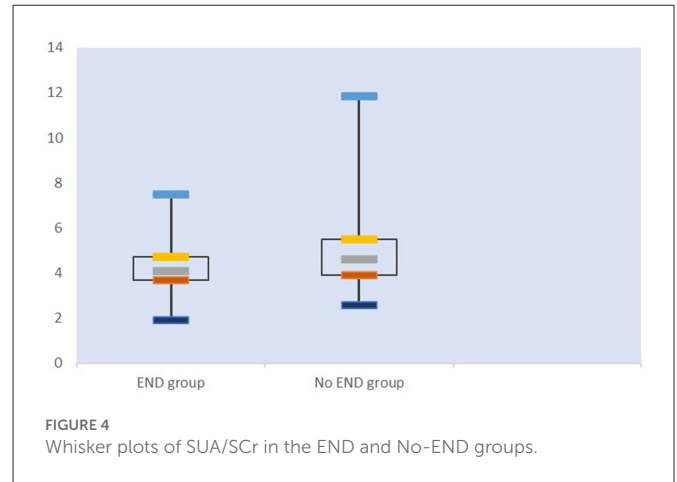 14
12
10
8
6
4
2
0
END group No END group
FIGURE 4
Whisker plots of SUA/SCr in the END and No-END groups.